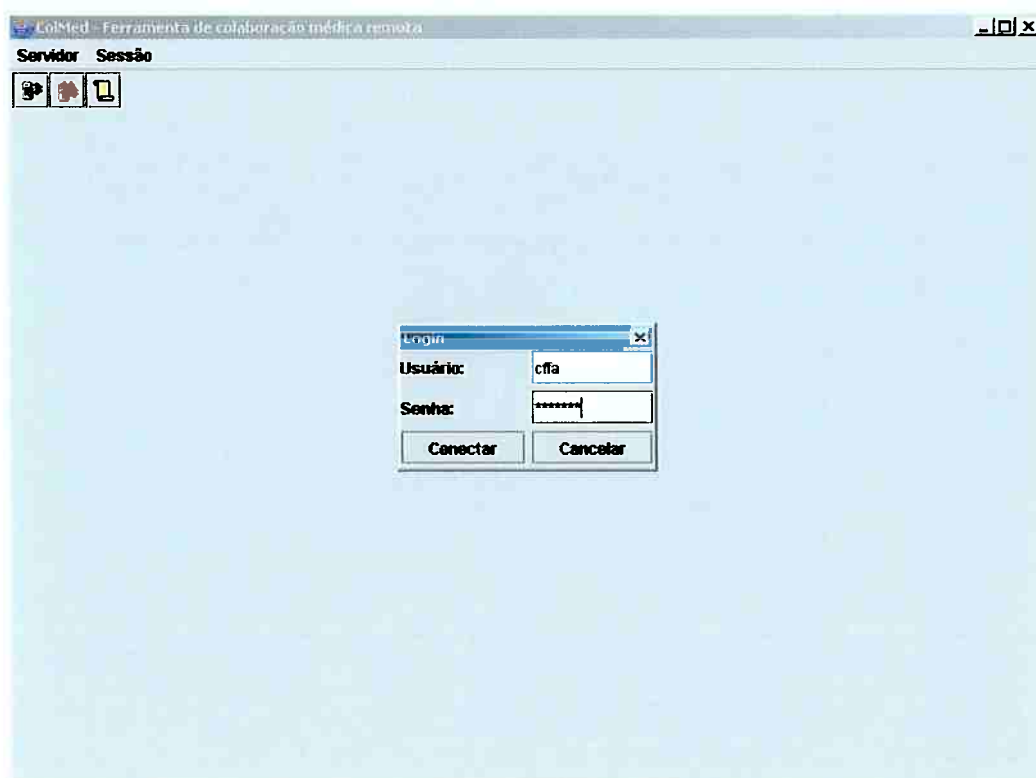 ColMed - Ferramenta de colaboração médica remota
Servidor Sessão
Login
Usuário: cffa
Senha: *******
Conectar Cancelar